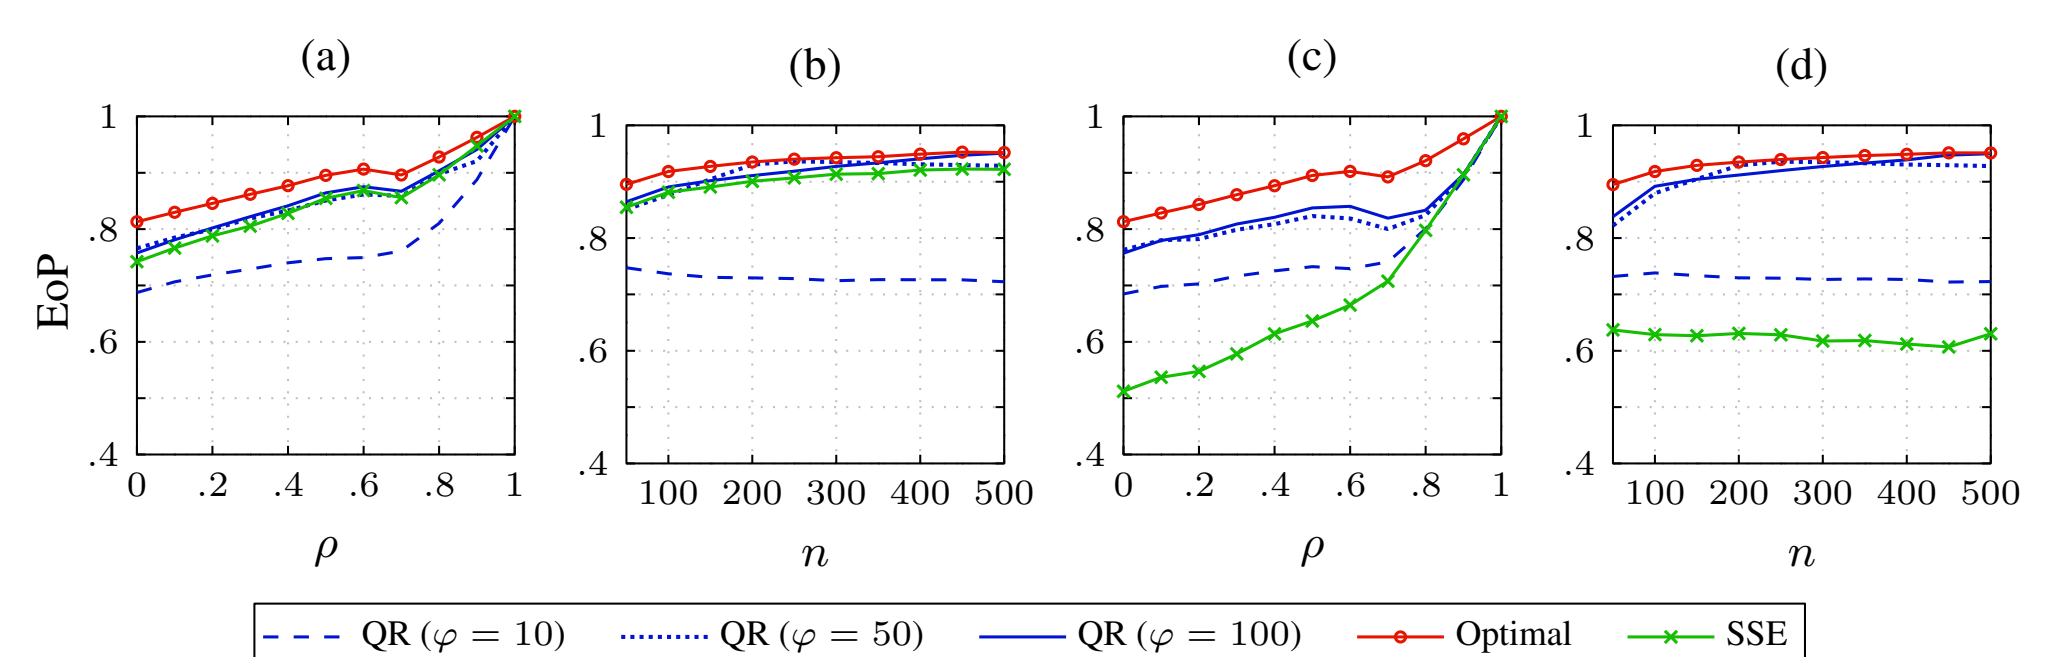 (a) (b) (c) (d)
1 1 1 1
.8 .8 .8 .8
EoP
.6 .6 .6 .6
.4 .4 .4 .4
0 .2 .4 .6 .8 1 100 200 300 400 500 0 .2 .4 .6 .8 1 100 200 300 400 500
ρ n ρ n
QR (φ = 10) QR (φ = 50) QR (φ = 100) Optimal SSE